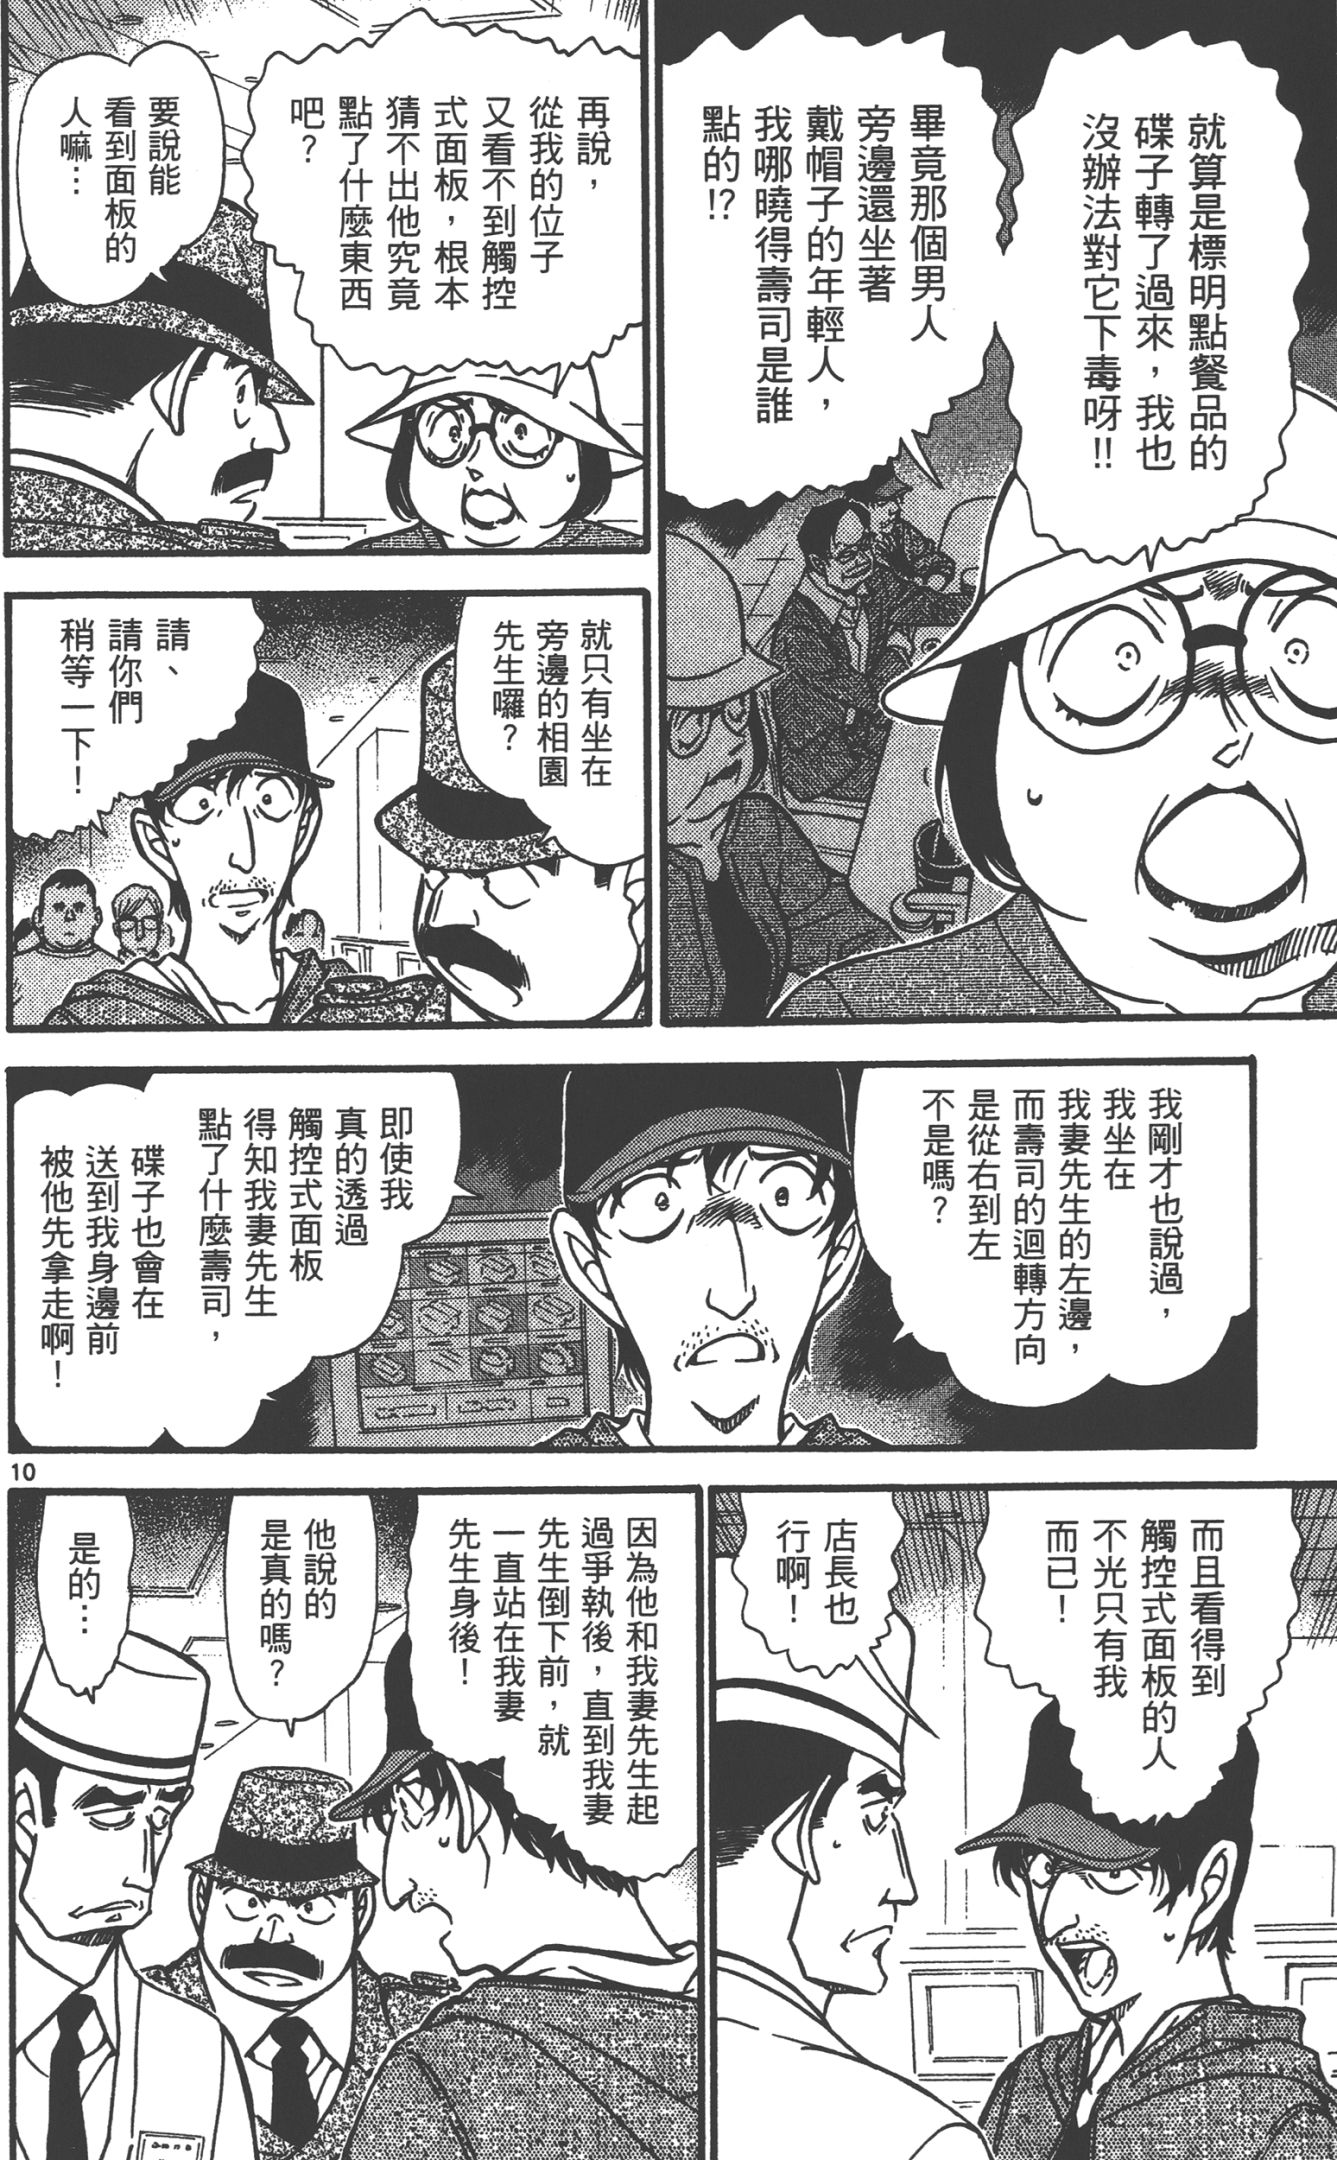 就算是標明點餐品的
碟子轉了過來，我也
沒辦法對它下毒呀!!
畢竟那個男人
旁邊還坐著
戴帽子的年輕人，
我哪曉得壽司是誰
點的!?
再說，
從我的位子
又看不到觸控
式面板，根本
猜不出他究竟
點了什麼東西
吧？
要說能
看到面板的
人嘛…
就只有坐在
旁邊的相園
先生囉？
請、
請你們
稍等一下！
我剛才也說過，
我坐在
我妻先生的左邊，
而壽司的迴轉方向
是從右到左
不是嗎？
即使我
真的透過
觸控式面板
得知我妻先生
點了什麼壽司，
碟子也會在
送到我身邊前
被他先拿走啊！
10
而且看得到
觸控式面板的人
不光只有我
而已！
店長也
行啊！
因為他和我妻先生起
過爭執後，直到我妻
先生倒下前，就
一直站在我妻
先生身後！
他說的
是真的嗎？
是的…